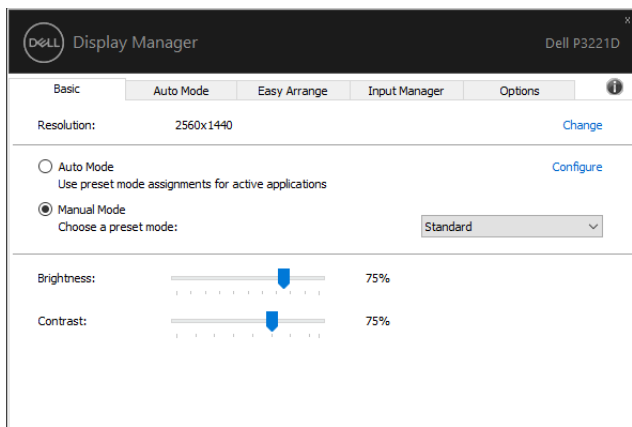 DELL Display Manager Dell P3221D
Basic Auto Mode Easy Arrange Input Manager Options
Resolution: 2560x1440 Change
Auto Mode Configure
Use preset mode assignments for active applications
Manual Mode
Choose a preset mode: Standard
Brightness: 75%
Contrast: 75%